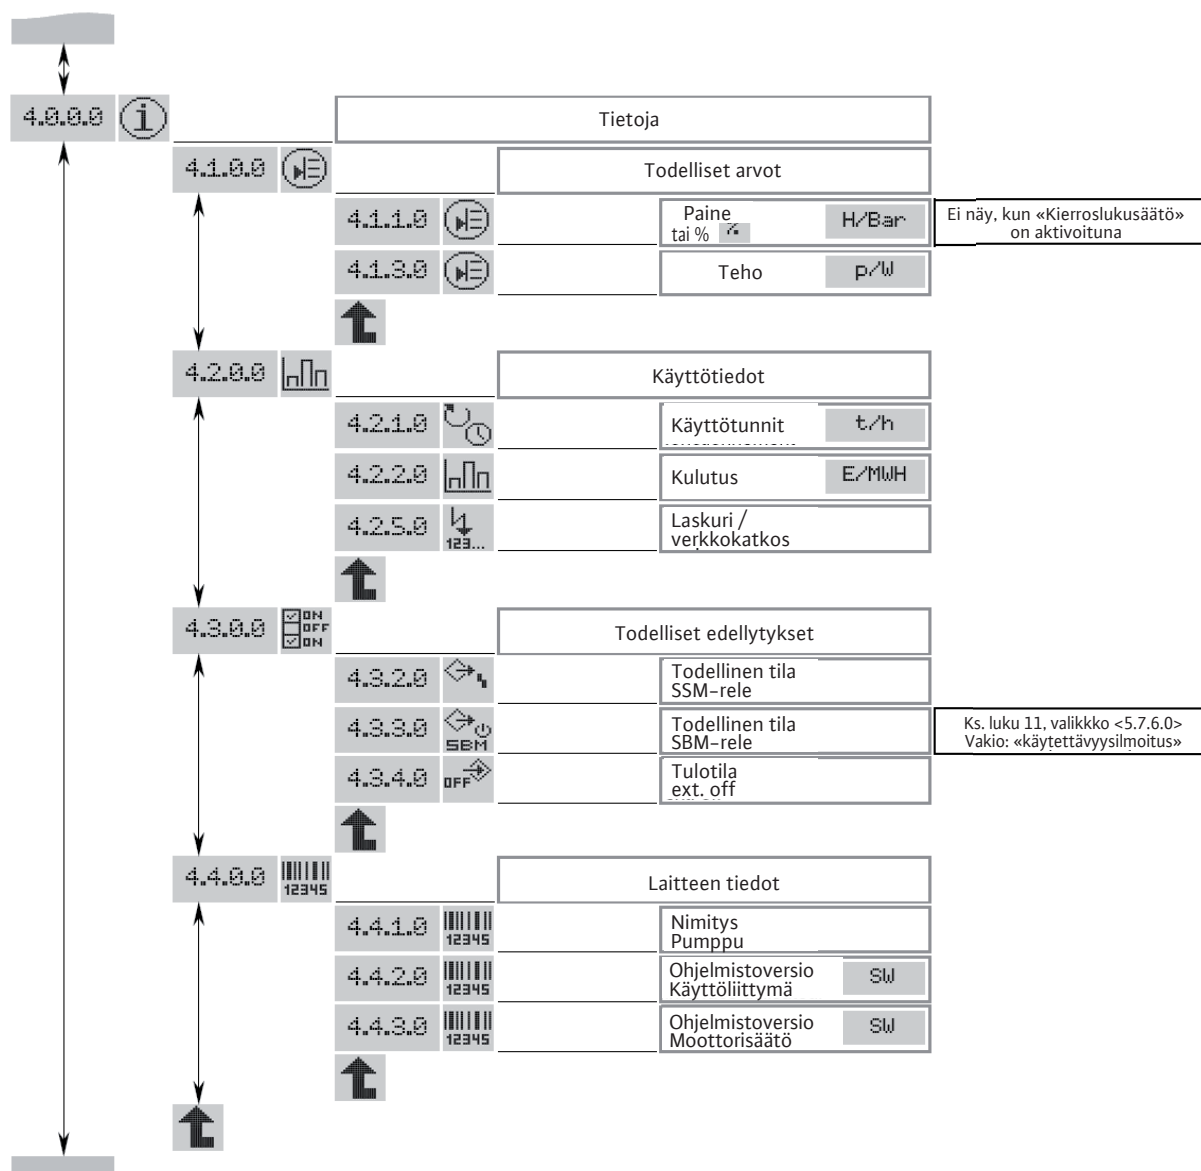 4.0.0.0 i Tietoja
4.1.0.0 Todelliset arvot
4.1.1.0 Paine H/Bar
tai % %
Ei näy, kun «Kierroslukusäätö»
on aktivoituna
4.1.3.0 Teho p/W
4.2.0.0 Käyttötiedot
4.2.1.0 Käyttötunnit t/h
4.2.2.0 Kulutus E/MWH
4.2.5.0 123... Laskuri /
verkkokatkos
4.3.0.0 ON OFF ON Todelliset edellytykset
4.3.2.0 Todellinen tila
SSM-rele
4.3.3.0 SBM Todellinen tila
SBM-rele
Ks. luku 11, valikkko <5.7.6.0>
Vakio: «käytettävyysilmoitus»
4.3.4.0 OFF Tulotila
ext. off
4.4.0.0 12345 Laitteen tiedot
4.4.1.0 12345 Nimitys
Pumppu
4.4.2.0 12345 Ohjelmistoversio SW
Käyttöliittymä
4.4.3.0 12345 Ohjelmistoversio SW
Moottorisäätö